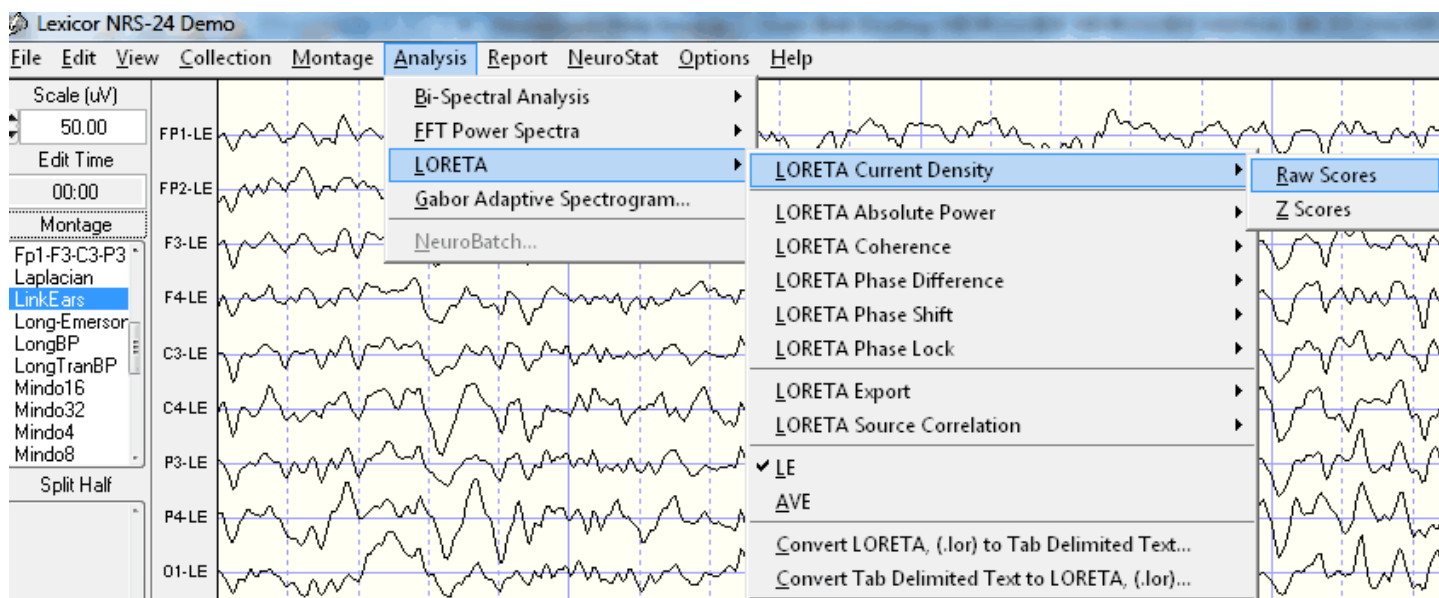 Lexicor NRS-24 Demo
File Edit View Collection Montage Analysis Report NeuroStat Options Help
Scale (uV)
50.00
Edit Time
00:00
Montage
Fp1-F3-C3-P3
Laplacian
LinkEars
Long-Emerson
LongBP
LongTranBP
Mindo16
Mindo32
Mindo4
Mindo8
Split Half
FP1-LE
FP2-LE
F3-LE
F4-LE
C3-LE
C4-LE
P3-LE
P4-LE
O1-LE
Bi-Spectral Analysis
FFT Power Spectra
LORETA
Gabor Adaptive Spectrogram...
NeuroBatch...
LORETA Current Density
LORETA Absolute Power
LORETA Coherence
LORETA Phase Difference
LORETA Phase Shift
LORETA Phase Lock
LORETA Export
LORETA Source Correlation
LE
AVE
Convert LORETA, (.lor) to Tab Delimited Text...
Convert Tab Delimited Text to LORETA, (.lor)...
Raw Scores
Z Scores